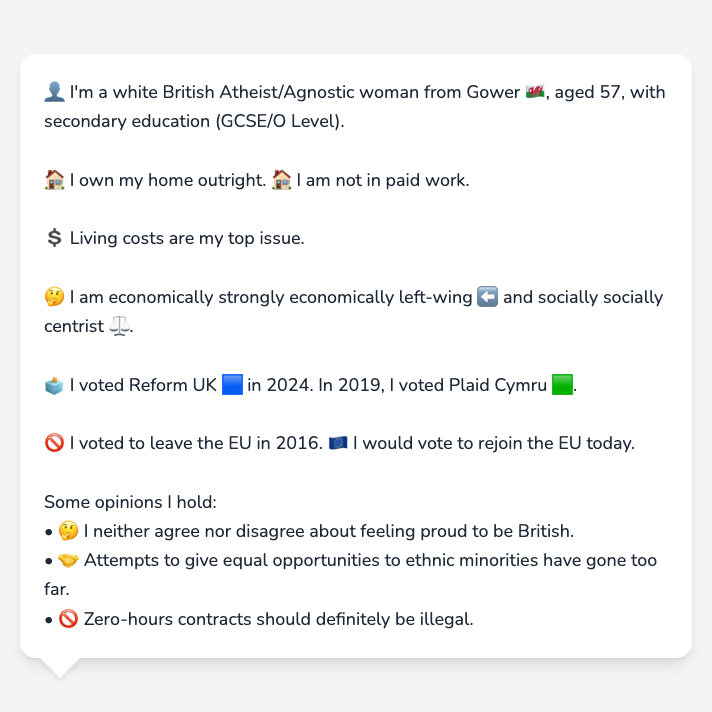 👤 I'm a white British Atheist/Agnostic woman from Gower 🏴󠁧󠁢󠁷󠁬󠁳󠁿, aged 57, with
secondary education (GCSE/O Level).
🏠 I own my home outright. 🏠 I am not in paid work.
💲 Living costs are my top issue.
🤔 I am economically strongly economically left-wing ⬅️ and socially socially
centrist ⚖️.
🗳️ I voted Reform UK 🟦 in 2024. In 2019, I voted Plaid Cymru 🟩.
🚫 I voted to leave the EU in 2016. 🇪🇺 I would vote to rejoin the EU today.
Some opinions I hold:
• 🤔 I neither agree nor disagree about feeling proud to be British.
• 🤝 Attempts to give equal opportunities to ethnic minorities have gone too
far.
• 🚫 Zero-hours contracts should definitely be illegal.